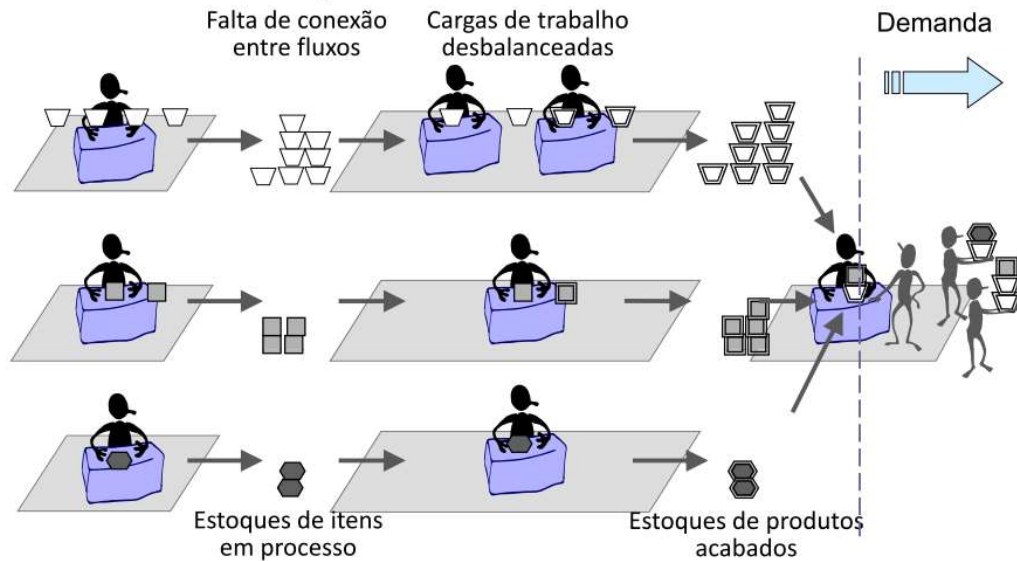 Falta de conexão
entre fluxos
Cargas de trabalho
desbalanceadas
Demanda
Estoques de itens
em processo
Estoques de produtos
acabados